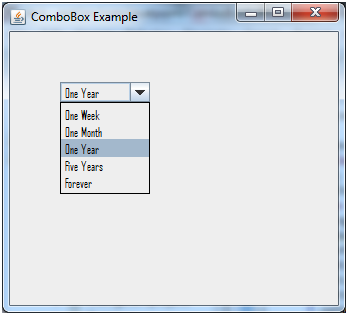 ComboBox Example
One Year
One Week
One Month
One Year
Five Years
Forever